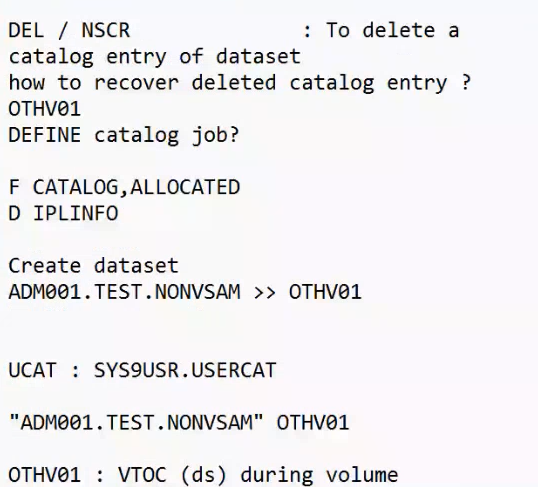 DEL / NSCR : To delete a
catalog entry of dataset
how to recover deleted catalog entry ?
OTHV01
DEFINE catalog job?
F CATALOG,ALLOCATED
D IPLINFO
Create dataset
ADM001.TEST.NONVSAM >> OTHV01
UCAT : SYS9USR.USERCAT
"ADM001.TEST.NONVSAM" OTHV01
OTHV01 : VTOC (ds) during volume